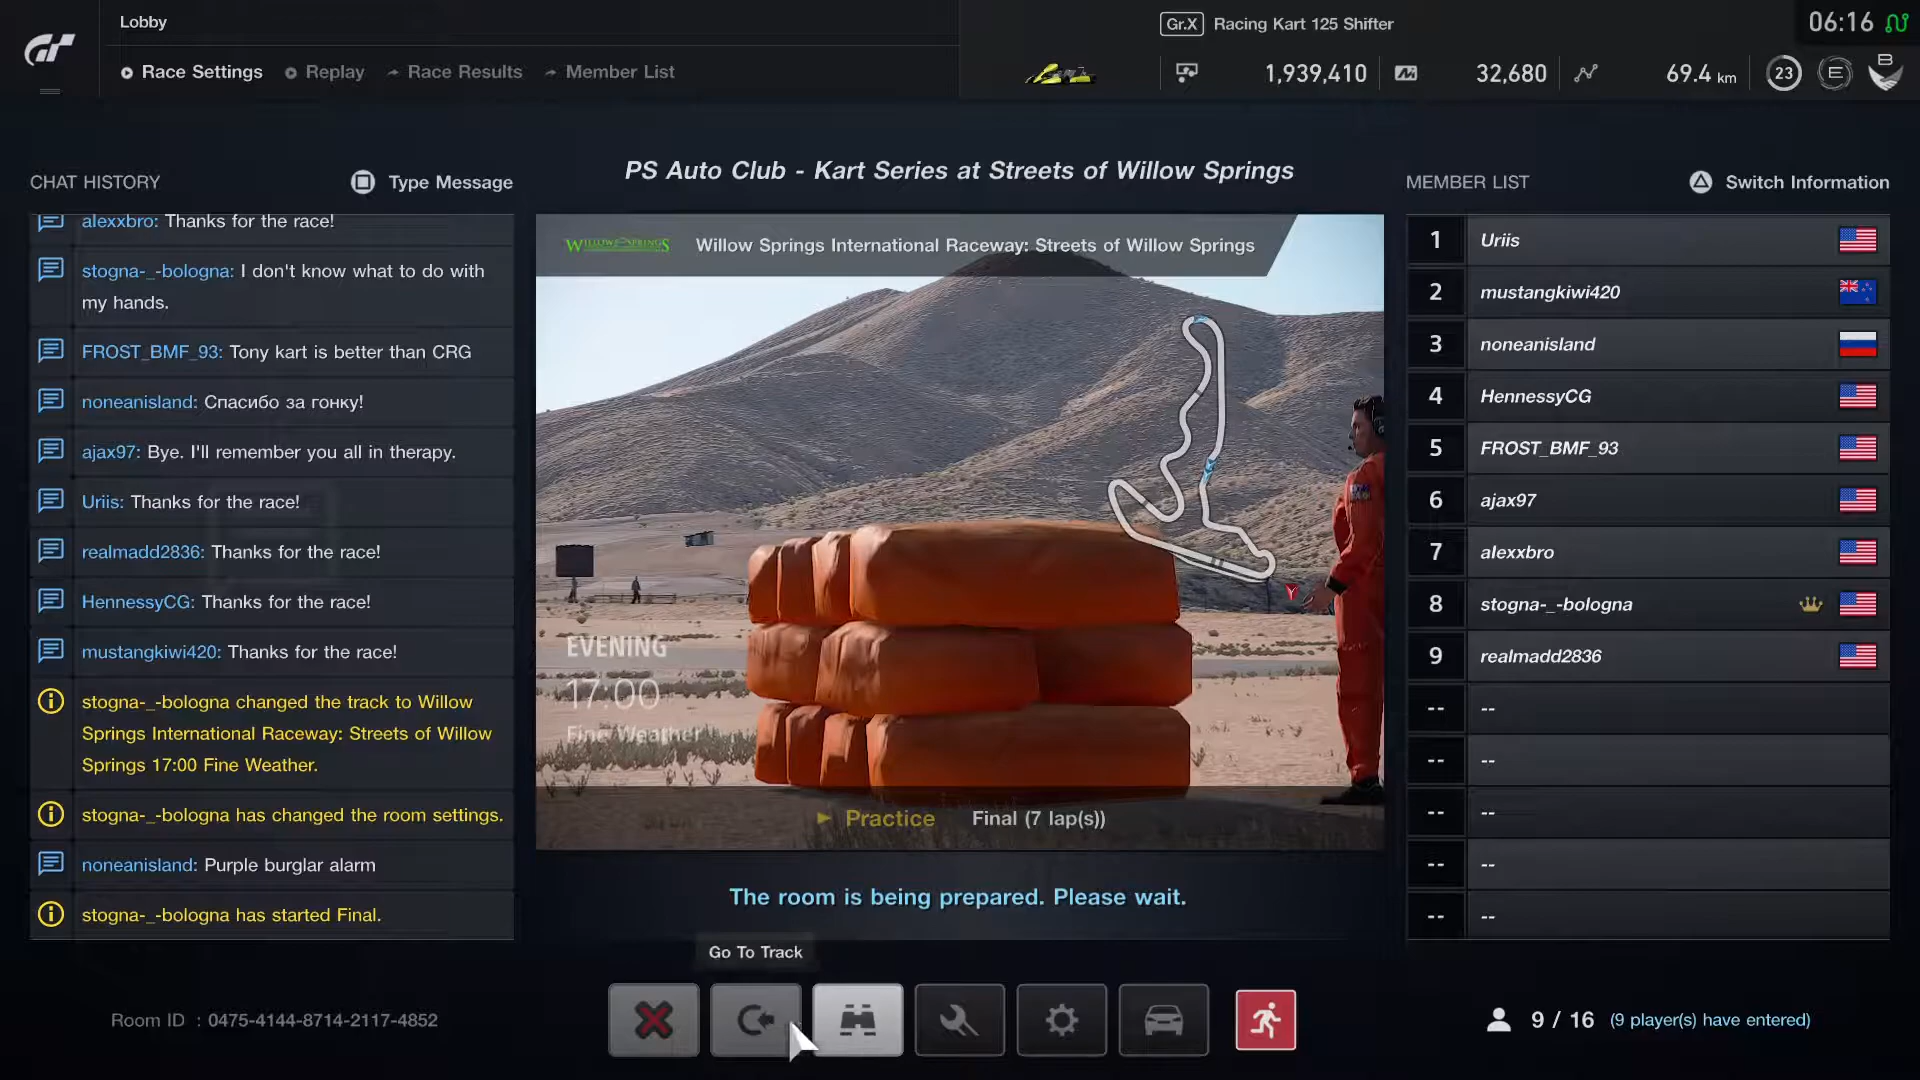 Lobby
Race Settings
Replay
Race Results
Member List
Gr.X Racing Kart 125 Shifter
06:16
1,939,410
32,680
69.4 km
23
E
B
CHAT HISTORY
Type Message
alexxbro: Thanks for the race!
stogna-_-bologna: I don't know what to do with
my hands.
FROST_BMF_93: Tony kart is better than CRG
noneanisland: Спасибо за гонку!
ajax97: Bye. I'll remember you all in therapy.
Uriis: Thanks for the race!
realmadd2836: Thanks for the race!
HennessyCG: Thanks for the race!
mustangkiwi420: Thanks for the race!
stogna-_-bologna changed the track to Willow
Springs International Raceway: Streets of Willow
Springs 17:00 Fine Weather.
stogna-_-bologna has changed the room settings.
noneanisland: Purple burglar alarm
stogna-_-bologna has started Final.
PS Auto Club - Kart Series at Streets of Willow Springs
WILLOW SPRINGS
Willow Springs International Raceway: Streets of Willow Springs
EVENING
17:00
Fine Weather
Practice
Final (7 lap(s))
The room is being prepared. Please wait.
Go To Track
MEMBER LIST
Switch Information
1 Uriis
2 mustangkiwi420
3 noneanisland
4 HennessyCG
5 FROST_BMF_93
6 ajax97
7 alexxbro
8 stogna-_-bologna
9 realmadd2836
-- --
-- --
-- --
-- --
-- --
Room ID : 0475-4144-8714-2117-4852
9 / 16 (9 player(s) have entered)